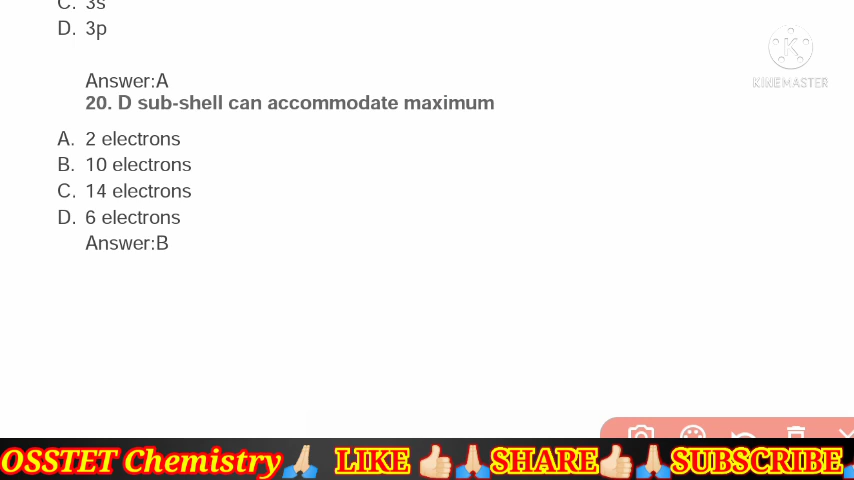 C. 3s
D. 3p
KINEMASTER
Answer:A
20. D sub-shell can accommodate maximum
A. 2 electrons
B. 10 electrons
C. 14 electrons
D. 6 electrons
Answer:B
OSSTET Chemistry🙏🏼 LIKE 👍🏼🙏🏼SHARE👍🏼🙏🏼SUBSCRIBE